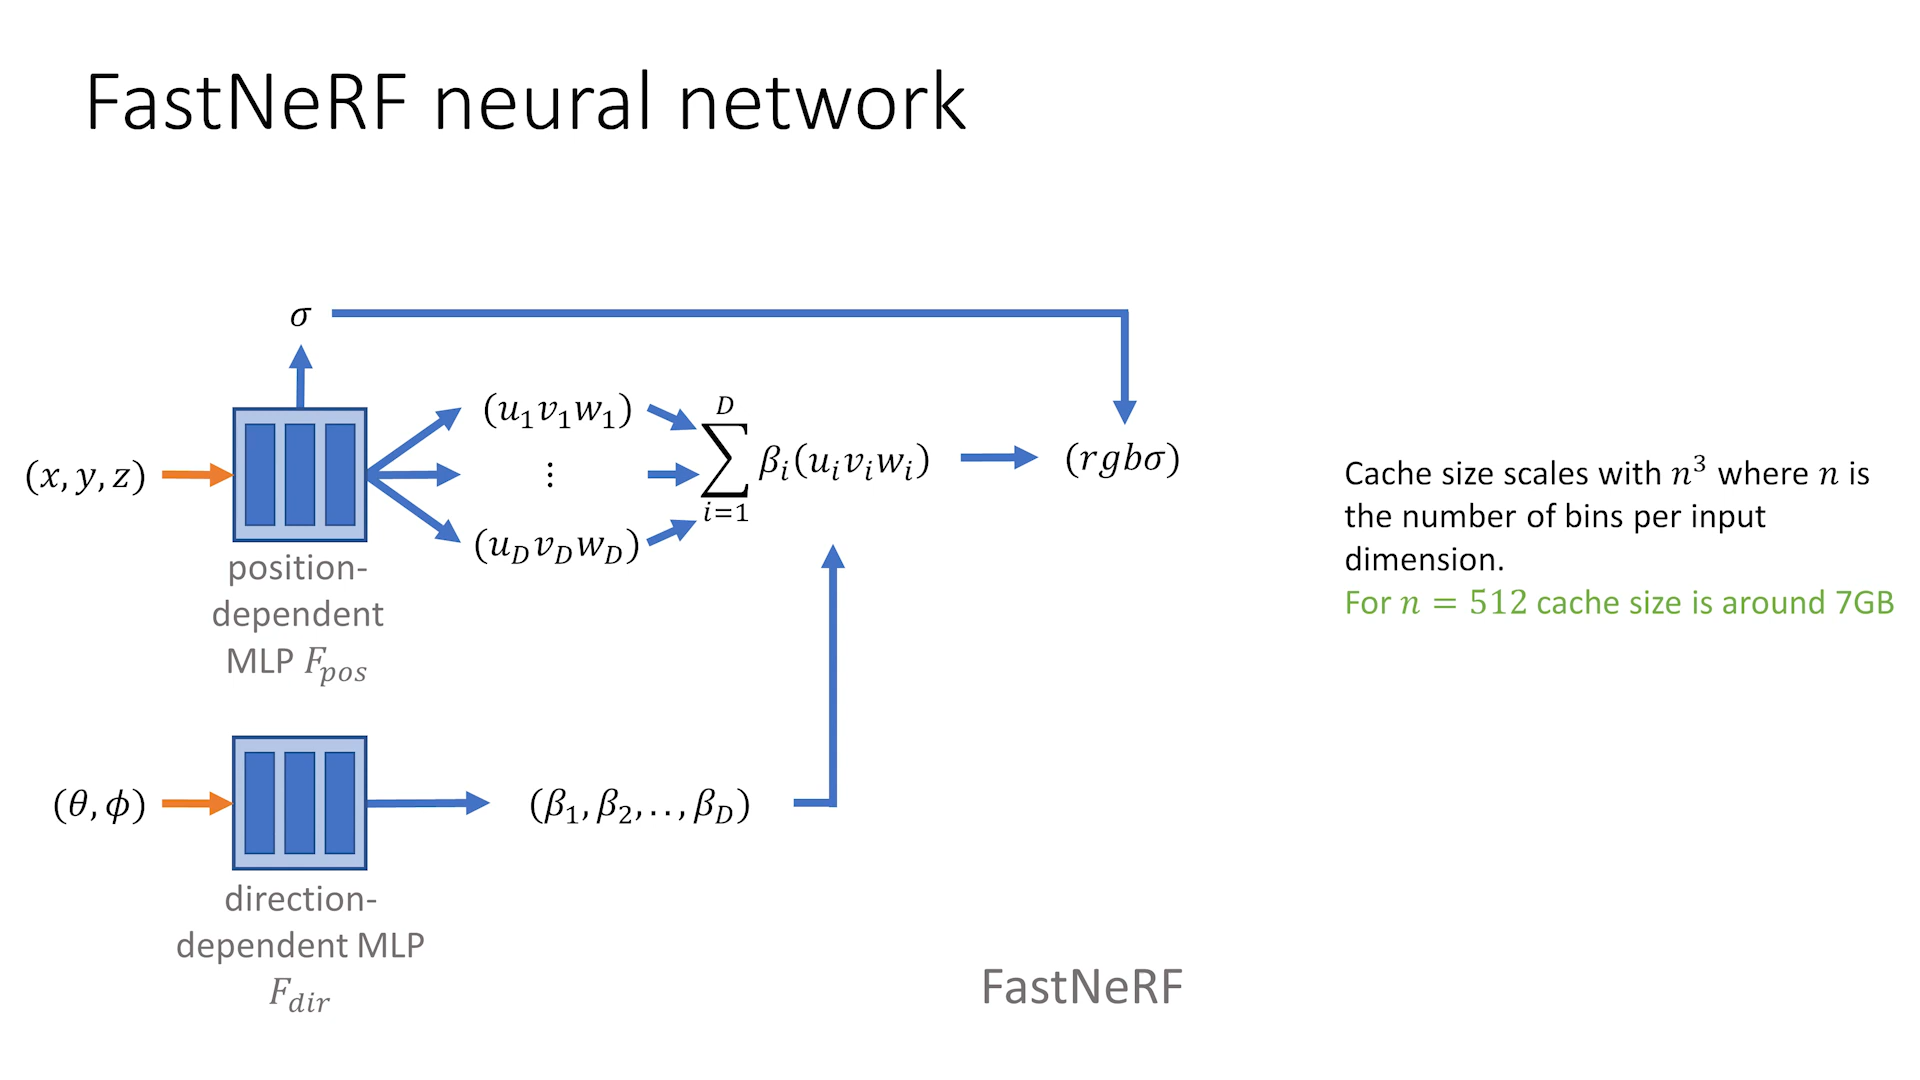 FastNeRF neural network
σ
(x, y, z)
(u₁v₁w₁)
⋮
(u_D v_D w_D)
D
∑ βᵢ(uᵢvᵢwᵢ)
i=1
(rgbσ)
position-
dependent
MLP F_pos
(θ, ϕ)
(β₁, β₂, . . , β_D)
direction-
dependent MLP
F_dir
Cache size scales with n³ where n is
the number of bins per input
dimension.
For n = 512 cache size is around 7GB
FastNeRF